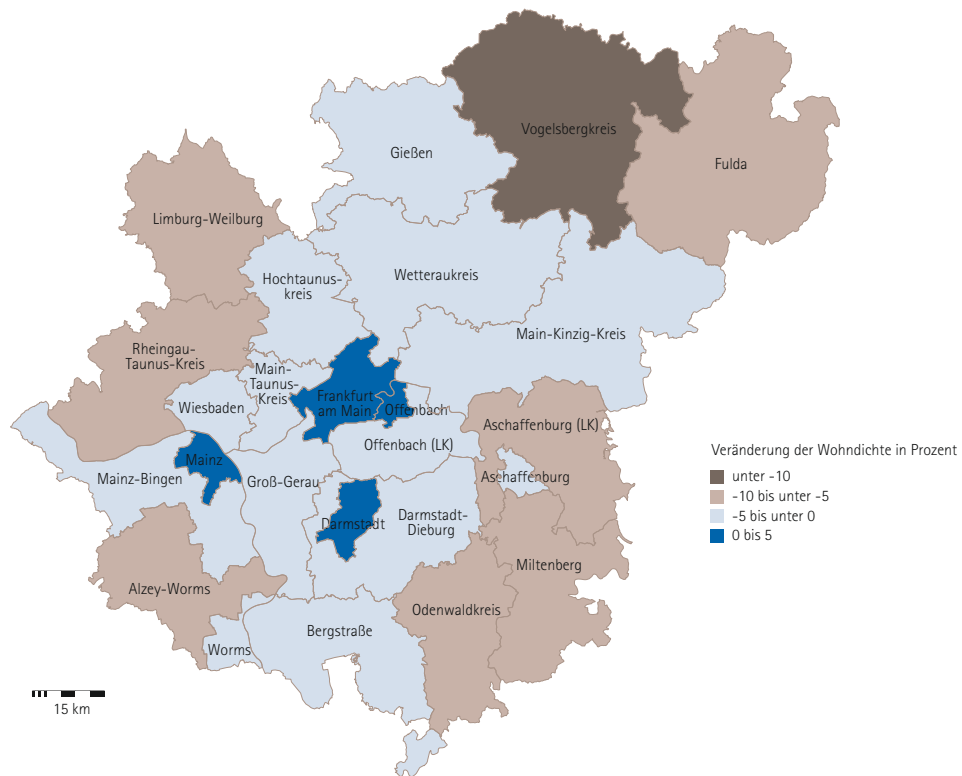 Vogelsbergkreis
Gießen
Fulda
Limburg-Weilburg
Wetteraukreis
Hochtaunus-
kreis
Main-Kinzig-Kreis
Rheingau-
Taunus-Kreis
Main-
Taunus-
Kreis
Frankfurt
am Main
Offenbach
Wiesbaden
Aschaffenburg (LK)
Offenbach (LK)
Mainz
Mainz-Bingen
Groß-Gerau
Aschaffenburg
Darmstadt
Darmstadt-
Dieburg
Miltenberg
Alzey-Worms
Odenwaldkreis
Bergstraße
Worms
Veränderung der Wohndichte in Prozent
unter -10
-10 bis unter -5
-5 bis unter 0
0 bis 5
15 km